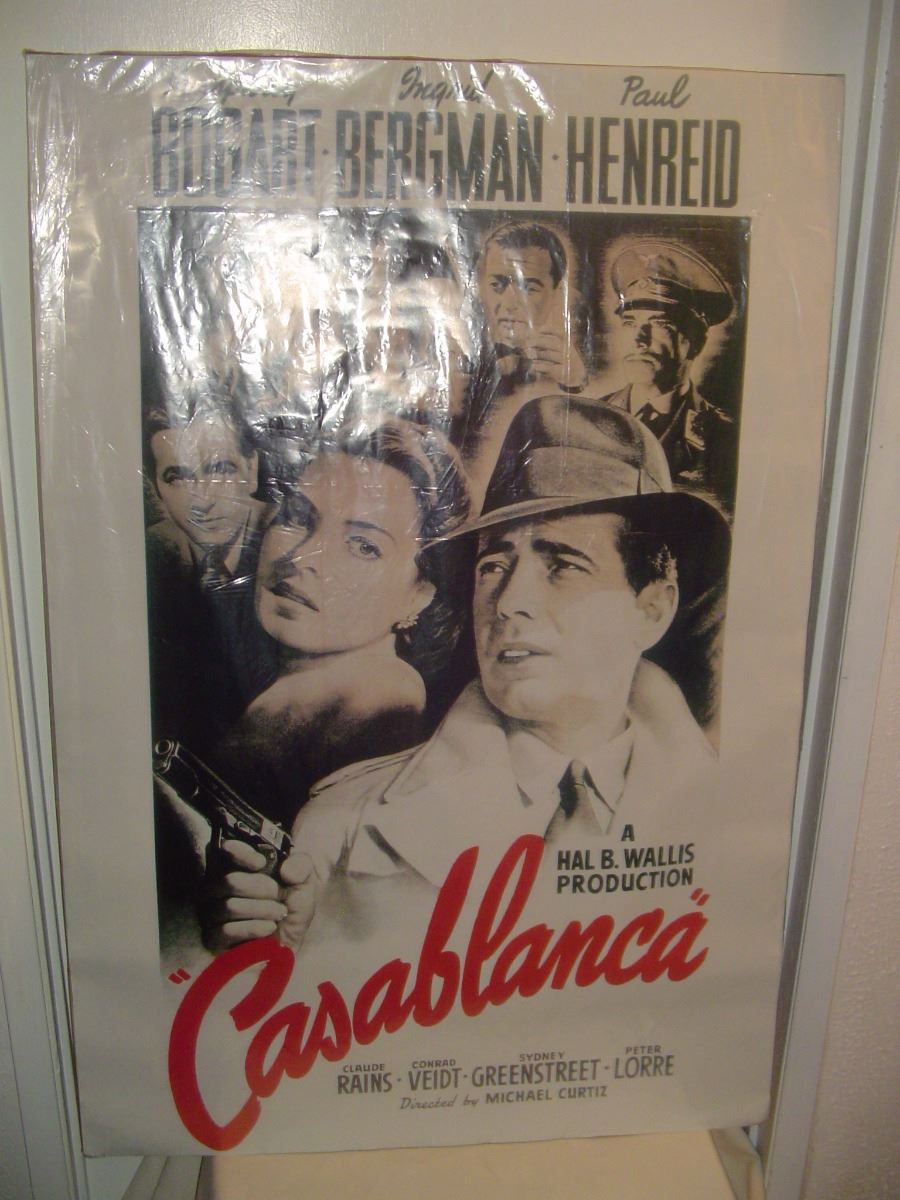 Ingrid Paul
BOGART · BERGMAN · HENREID
A
HAL B. WALLIS
PRODUCTION
"Casablanca"
CLAUDE CONRAD SYDNEY PETER
RAINS · VEIDT · GREENSTREET · LORRE
Directed by MICHAEL CURTIZ